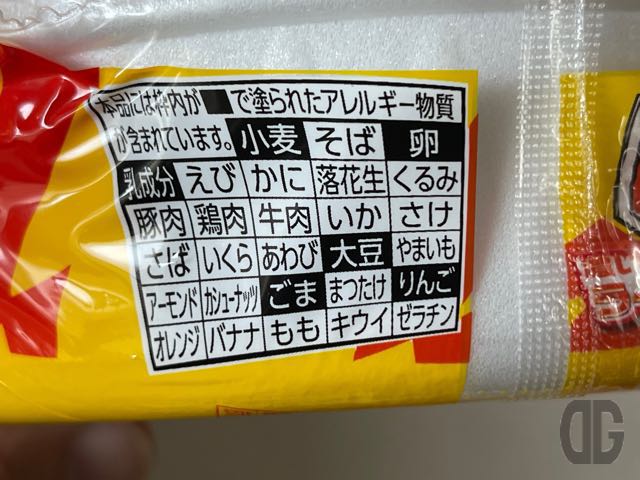 本品には枠内が■で塗られたアレルギー物質
が含まれています。 小麦 そば 卵
乳成分 えび かに 落花生 くるみ
豚肉 鶏肉 牛肉 いか さけ
さば いくら あわび 大豆 やまいも
アーモンド カシューナッツ ごま まつたけ りんご
オレンジ バナナ もも キウイ ゼラチン
DG